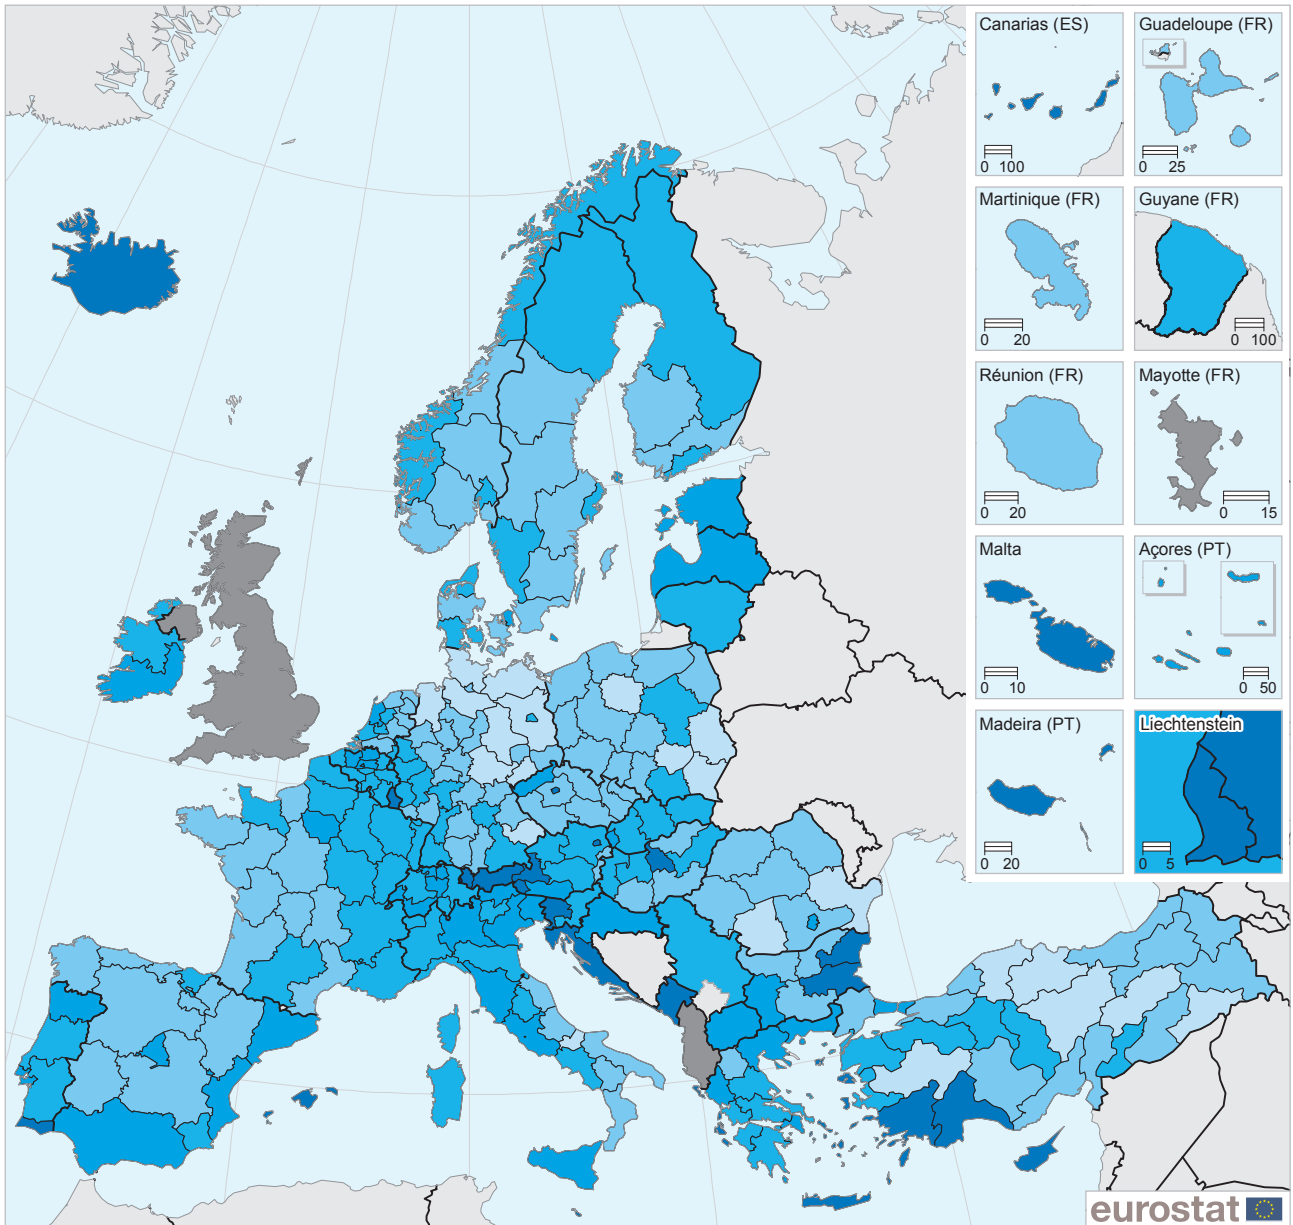 Canarias (ES)
0 100
Guadeloupe (FR)
0 25
Martinique (FR)
0 20
Guyane (FR)
0 100
Réunion (FR)
0 20
Mayotte (FR)
0 15
Malta
0 10
Açores (PT)
0 50
Madeira (PT)
0 20
Liechtenstein
0 5
eurostat